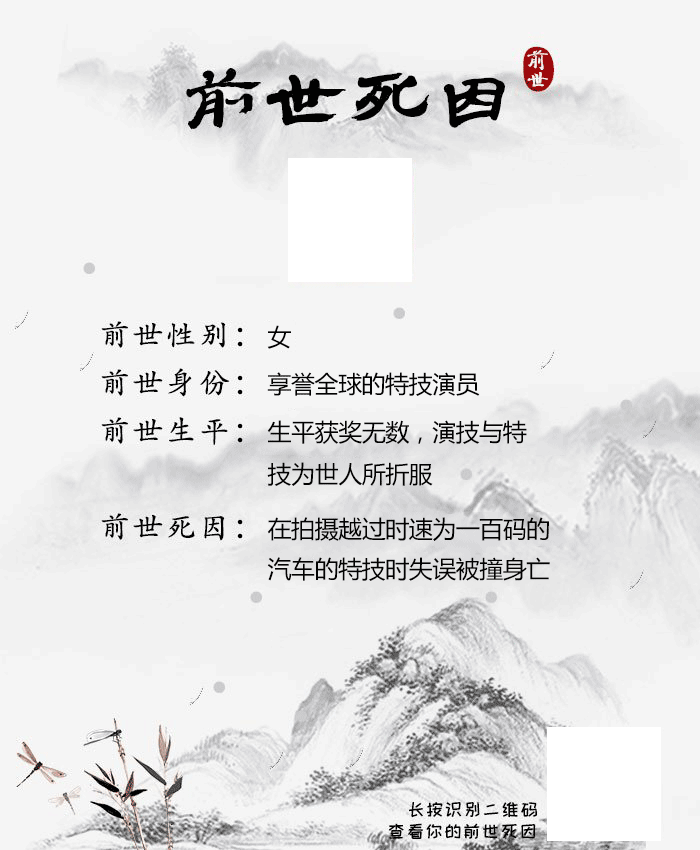 前世死因
前世
前世性别：女
前世身份：享誉全球的特技演员
前世生平：生平获奖无数，演技与特
技为世人所折服
前世死因：在拍摄越过时速为一百码的
汽车的特技时失误被撞身亡
长按识别二维码
查看你的前世死因